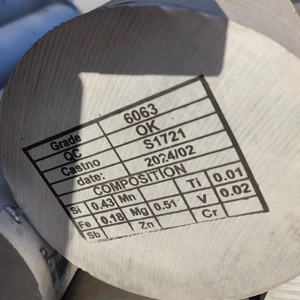 Grade 6063
QC OK
Castno S1721
date: 2024/02
COMPOSITION
Si 0.43 Mn Ti 0.01
Fe 0.18 Mg 0.51 V 0.02
Sb Zn Cr